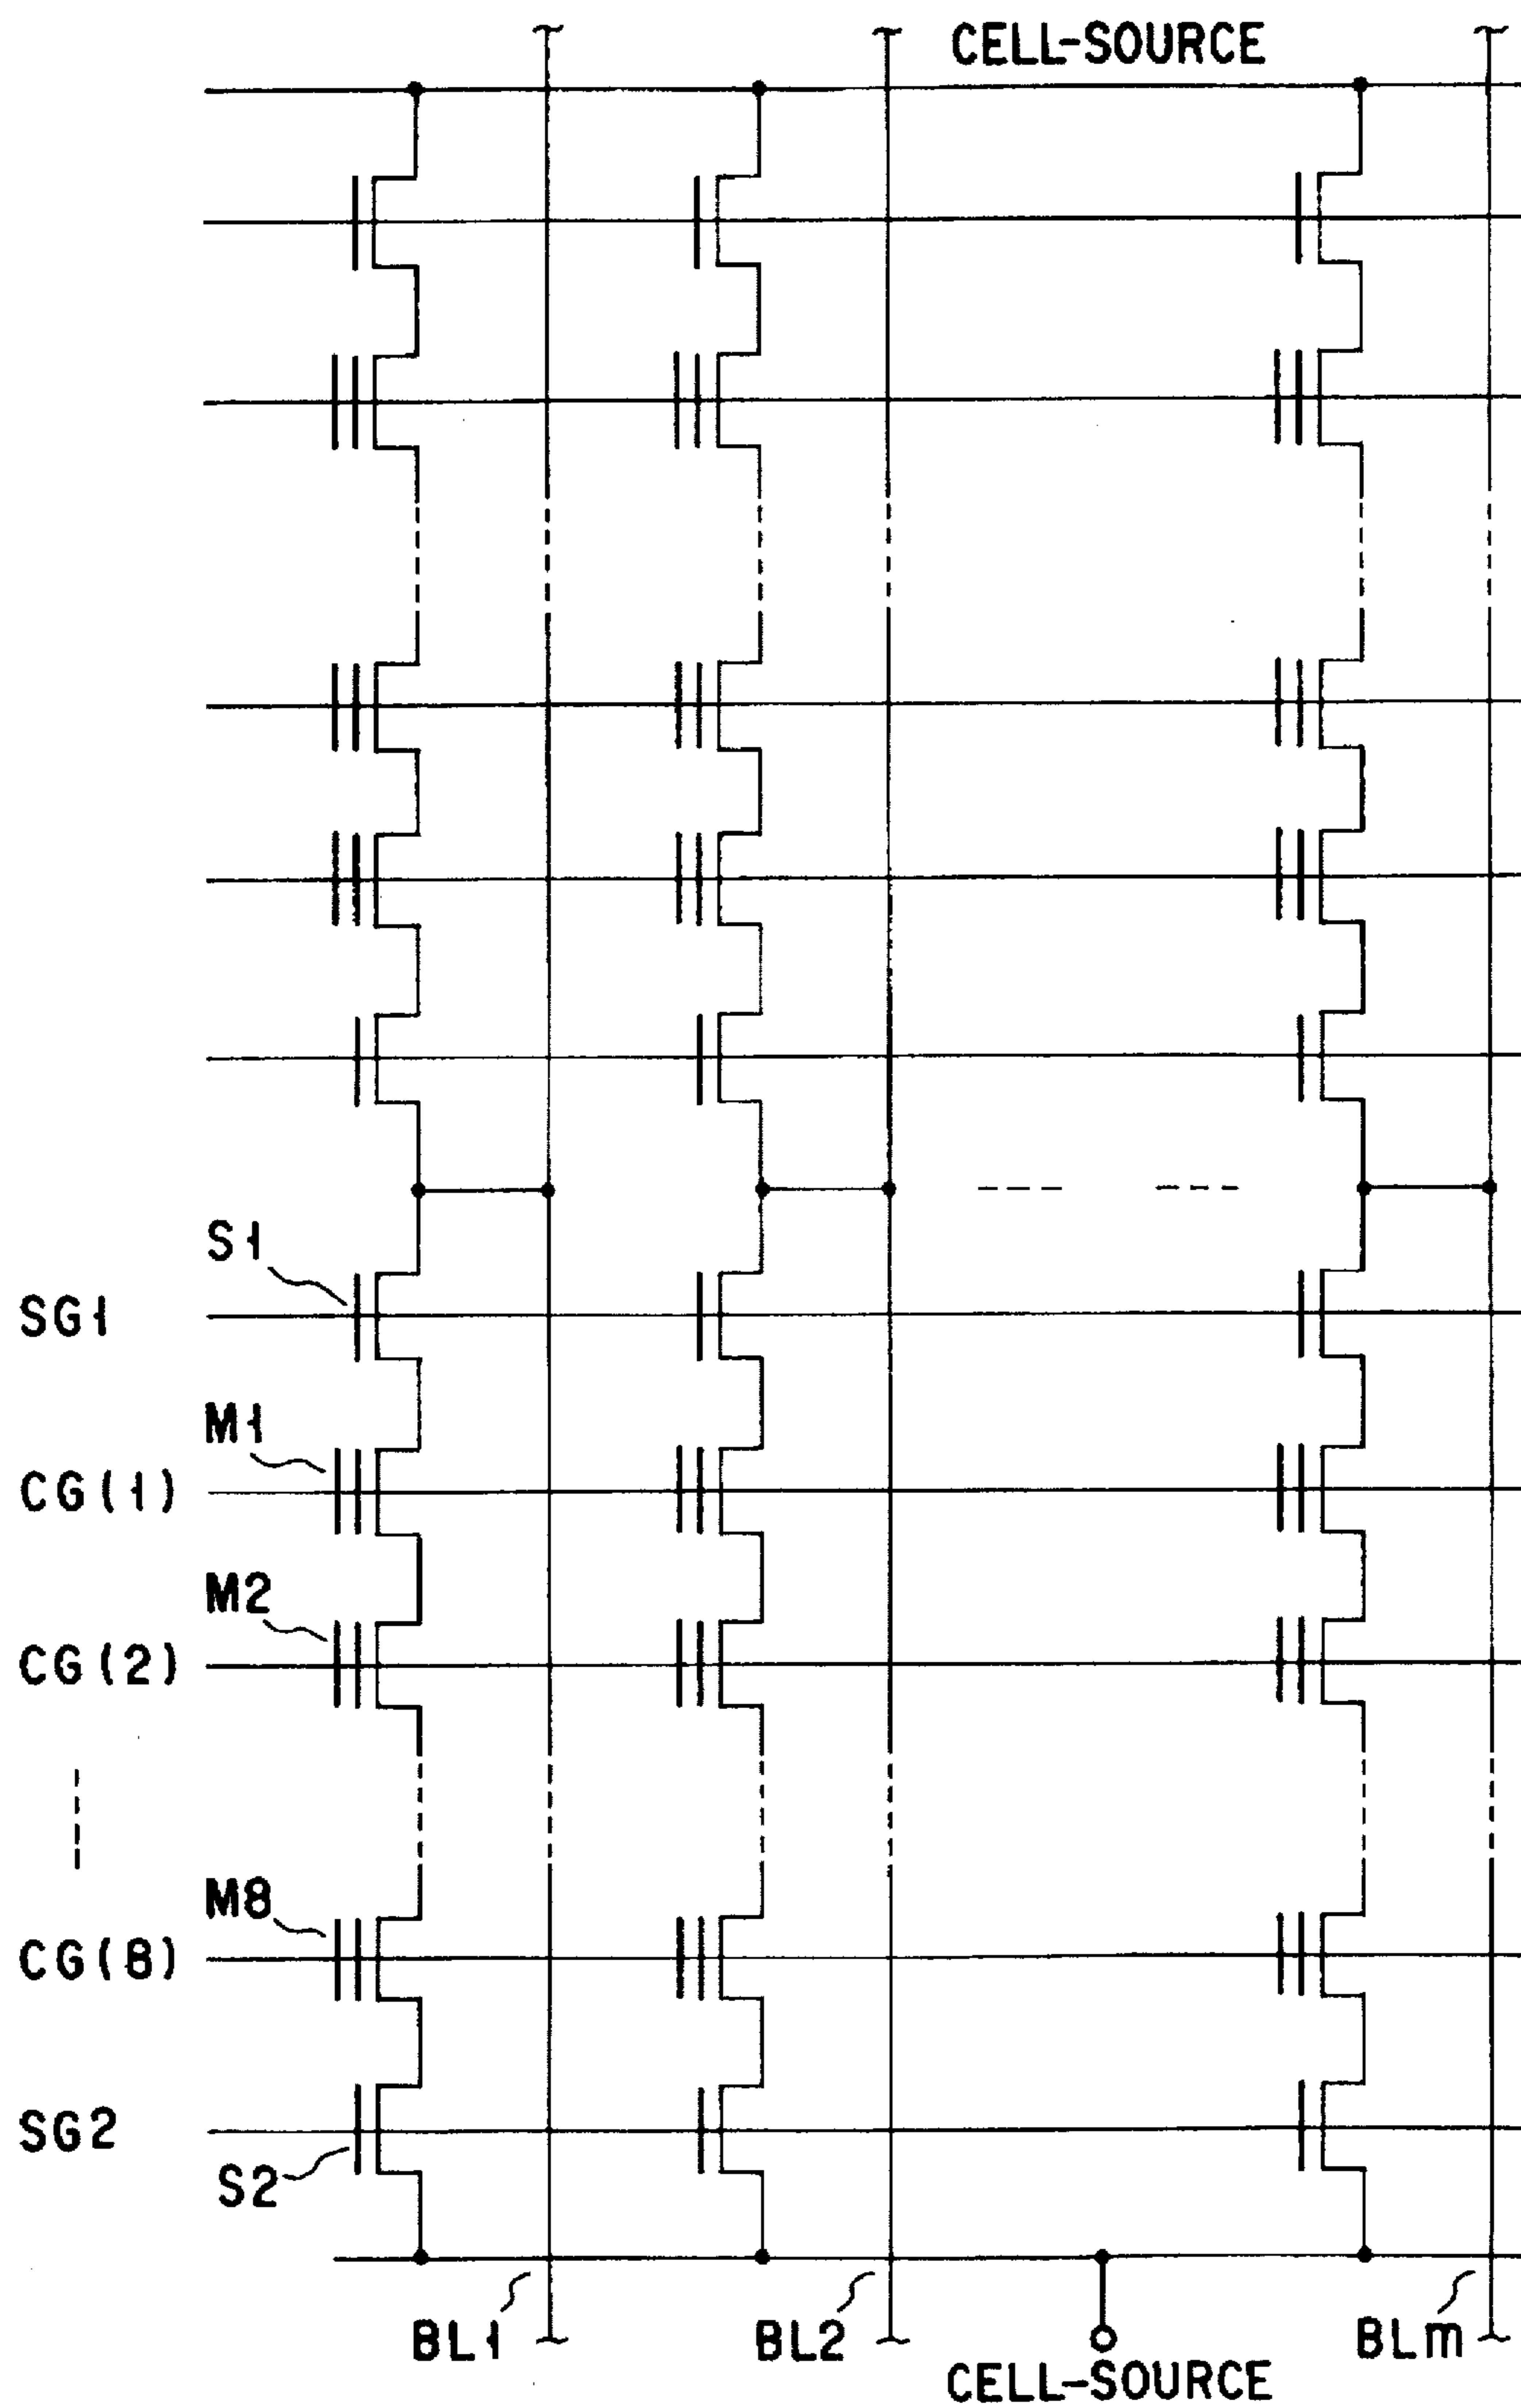 CELL-SOURCE
S1
SG1
M1
CG(1)
M2
CG(2)
M8
CG(8)
SG2
S2
BL1
BL2
BLm
CELL-SOURCE